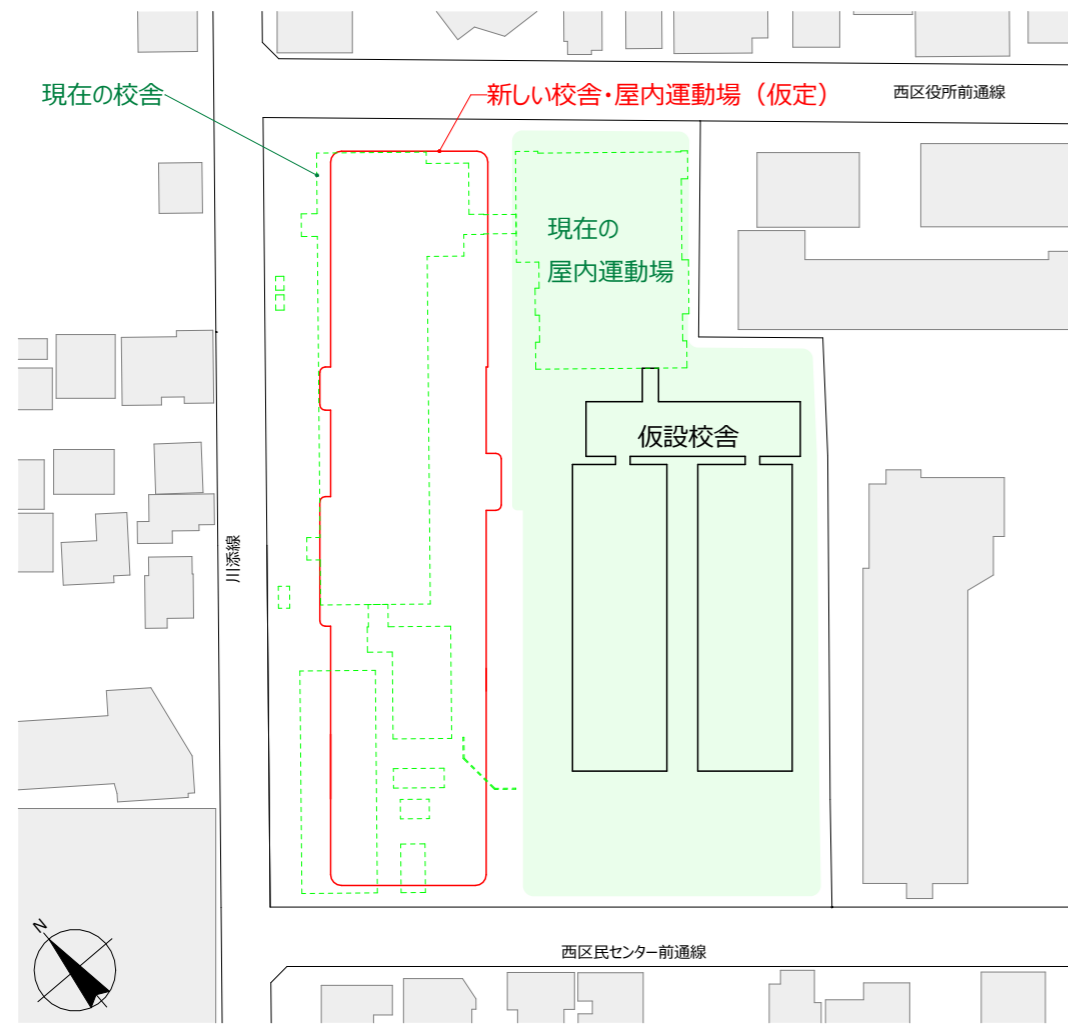 現在の校舎
新しい校舎・屋内運動場（仮定）
西区役所前通線
現在の
屋内運動場
仮設校舎
川添線
西区民センター前通線
N